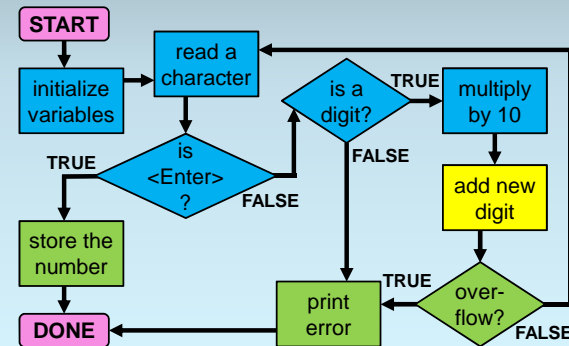 START
initialize
variables
read a
character
is
<Enter>
?
TRUE
FALSE
store the
number
DONE
is a
digit?
TRUE
FALSE
multiply
by 10
add new
digit
over-
flow?
TRUE
FALSE
print
error